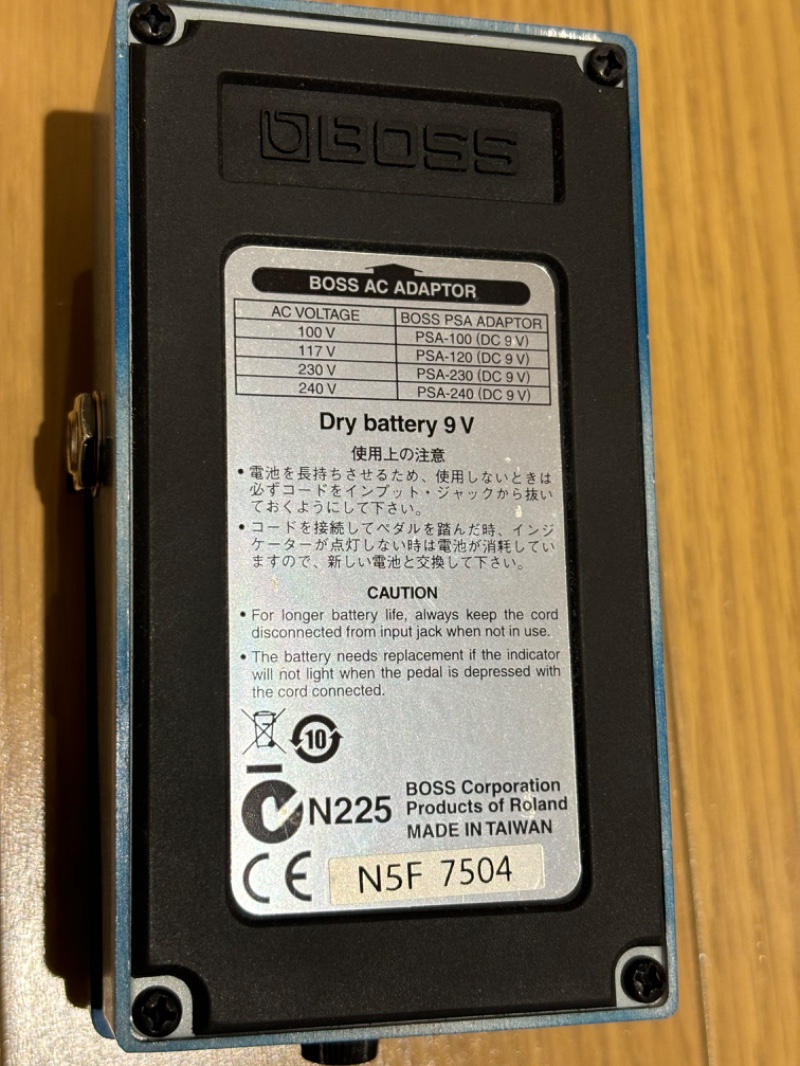 BOSS
BOSS AC ADAPTOR
AC VOLTAGE BOSS PSA ADAPTOR
100 V PSA-100 (DC 9 V)
117 V PSA-120 (DC 9 V)
230 V PSA-230 (DC 9 V)
240 V PSA-240 (DC 9 V)
Dry battery 9 V
使用上の注意
• 電池を長持ちさせるため、使用しないときは
必ずコードをインプット・ジャックから抜い
ておくようにして下さい。
• コードを接続してペダルを踏んだ時、インジ
ケーターが点灯しない時は電池が消耗してい
ますので、新しい電池と交換して下さい。
CAUTION
• For longer battery life, always keep the cord
disconnected from input jack when not in use.
• The battery needs replacement if the indicator
will not light when the pedal is depressed with
the cord connected.
10
N225
BOSS Corporation
Products of Roland
MADE IN TAIWAN
CE
N5F 7504